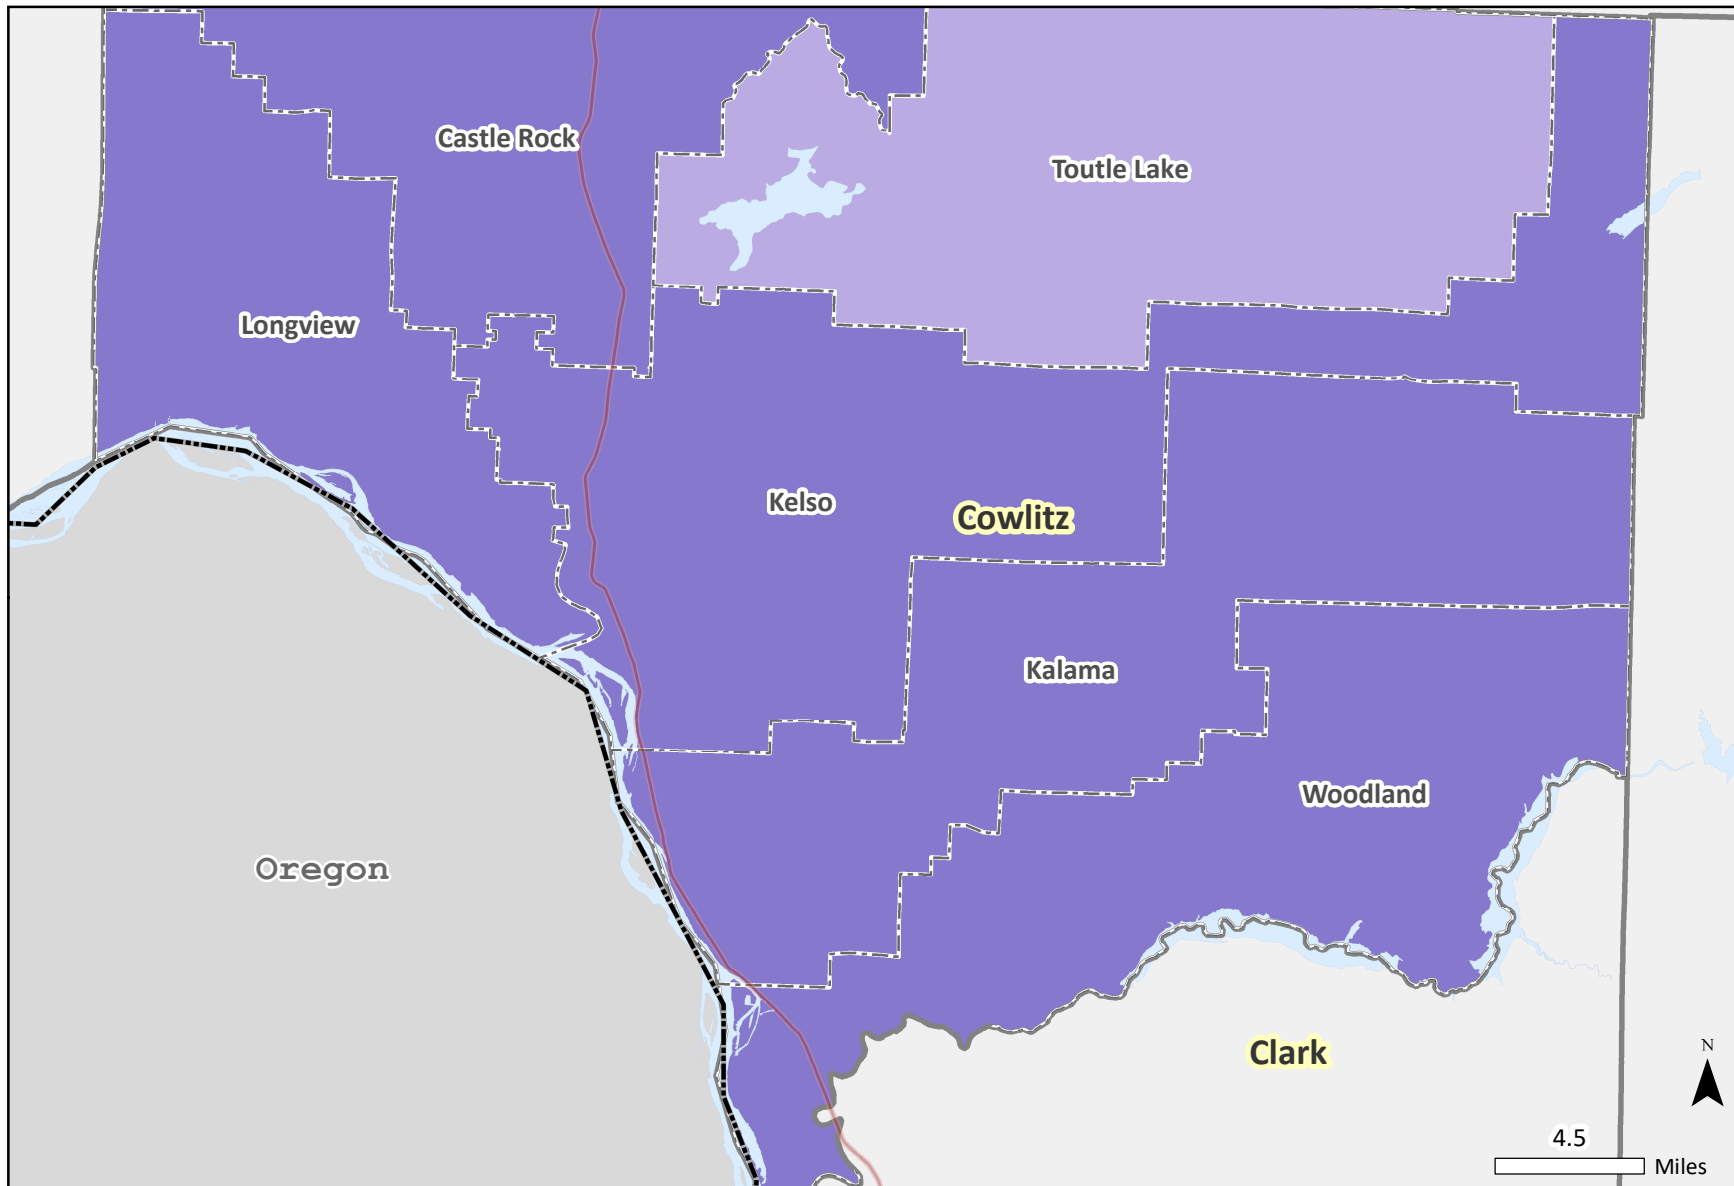 Castle Rock
Toutle Lake
Longview
Kelso
Cowlitz
Kalama
Woodland
Oregon
Clark
N
4.5
Miles